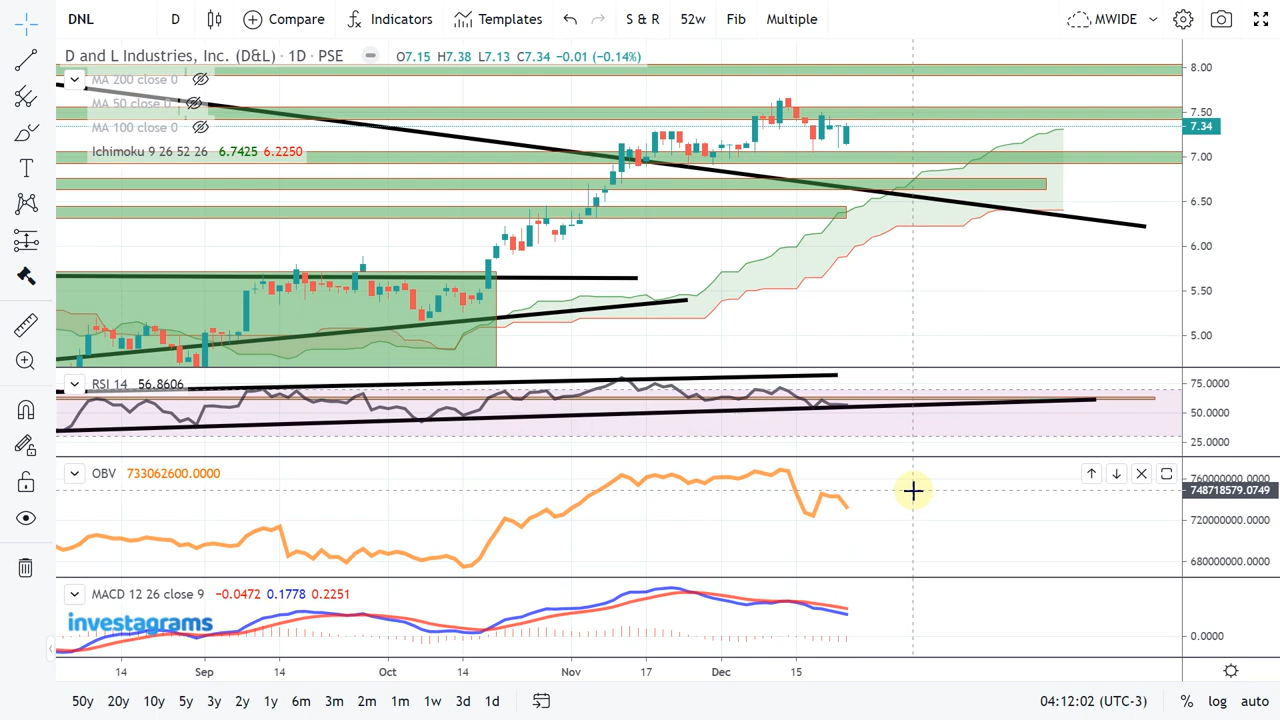 DNL D Compare Indicators Templates S & R 52w Fib Multiple MWIDE
D and L Industries, Inc. (D&L) · 1D · PSE O7.15 H7.38 L7.13 C7.34 −0.01 (−0.14%)
MA 200 close 0
MA 50 close 0
MA 100 close 0
Ichimoku 9 26 52 26 6.7425 6.2250
8.00
7.50
7.34
7.00
6.50
6.00
5.50
5.00
RSI 14 56.8606
75.0000
50.0000
25.0000
OBV 733062600.0000
760000000.0000
748718579.0749
720000000.0000
680000000.0000
MACD 12 26 close 9 −0.0472 0.1778 0.2251
investagrams
0.0000
14 Sep 14 Oct 14 Nov 17 Dec 15
50y 20y 10y 5y 3y 2y 1y 6m 3m 2m 1m 1w 3d 1d 04:12:02 (UTC-3) % log auto